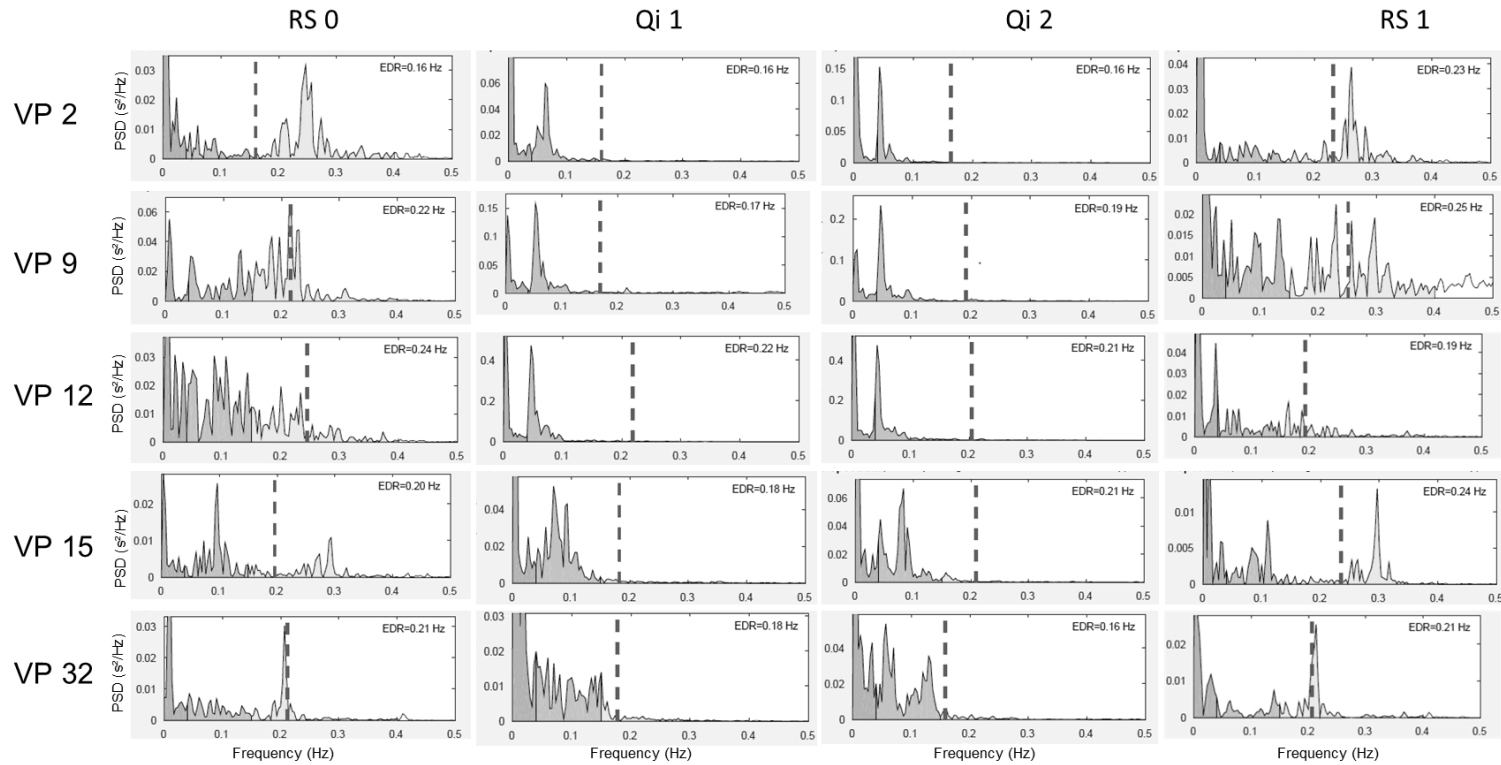 RS 0 Qi 1 Qi 2 RS 1
VP 2
PSD (s²/Hz)
EDR=0.16 Hz
0.03
0.02
0.01
0
0 0.1 0.2 0.3 0.4 0.5
EDR=0.16 Hz
0.06
0.04
0.02
0
0 0.1 0.2 0.3 0.4 0.5
EDR=0.16 Hz
0.15
0.1
0.05
0
0 0.1 0.2 0.3 0.4 0.5
EDR=0.23 Hz
0.04
0.03
0.02
0.01
0
0 0.1 0.2 0.3 0.4 0.5
VP 9
PSD (s²/Hz)
EDR=0.22 Hz
0.06
0.04
0.02
0
0 0.1 0.2 0.3 0.4 0.5
EDR=0.17 Hz
0.15
0.1
0.05
0
0 0.1 0.2 0.3 0.4 0.5
EDR=0.19 Hz
0.2
0.1
0
0 0.1 0.2 0.3 0.4 0.5
EDR=0.25 Hz
0.02
0.015
0.01
0.005
0
0 0.1 0.2 0.3 0.4 0.5
VP 12
PSD (s²/Hz)
EDR=0.24 Hz
0.03
0.02
0.01
0
0 0.1 0.2 0.3 0.4 0.5
EDR=0.22 Hz
0.4
0.2
0
0 0.1 0.2 0.3 0.4 0.5
EDR=0.21 Hz
0.4
0.2
0
0 0.1 0.2 0.3 0.4 0.5
EDR=0.19 Hz
0.04
0.03
0.02
0.01
0
0 0.1 0.2 0.3 0.4 0.5
VP 15
PSD (s²/Hz)
EDR=0.20 Hz
0.02
0.01
0
0 0.1 0.2 0.3 0.4 0.5
EDR=0.18 Hz
0.04
0.02
0
0 0.1 0.2 0.3 0.4 0.5
EDR=0.21 Hz
0.06
0.04
0.02
0
0 0.1 0.2 0.3 0.4 0.5
EDR=0.24 Hz
0.01
0.005
0
0 0.1 0.2 0.3 0.4 0.5
VP 32
PSD (s²/Hz)
EDR=0.21 Hz
0.03
0.02
0.01
0
0 0.1 0.2 0.3 0.4 0.5
EDR=0.18 Hz
0.03
0.02
0.01
0
0 0.1 0.2 0.3 0.4 0.5
EDR=0.16 Hz
0.04
0.02
0
0 0.1 0.2 0.3 0.4 0.5
EDR=0.21 Hz
0.02
0.01
0
0 0.1 0.2 0.3 0.4 0.5
Frequency (Hz) Frequency (Hz) Frequency (Hz) Frequency (Hz)